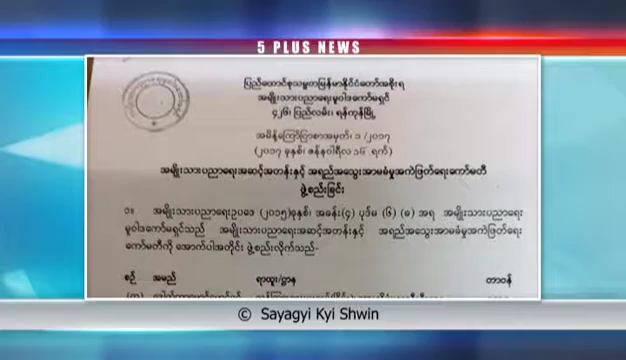 5 PLUS NEWS
ပြည်ထောင်စုသမ္မတမြန်မာနိုင်ငံတော်အစိုးရ
အမျိုးသားပညာရေးမူဝါဒကော်မရှင်
၄၂၆၊ ပြည်လမ်း၊ ရန်ကုန်မြို့
အမိန့်ကြော်ငြာစာအမှတ်၊ ၁ /၂၀၁၇
(၂၀၁၇ ခုနှစ်၊ ဇန်နဝါရီလ ၁၆ ရက်)
အမျိုးသားပညာရေးအဆင့်အတန်းနှင့် အရည်အသွေးအာမခံမှုအကဲဖြတ်ရေးကော်မတီ
ဖွဲ့စည်းခြင်း
၁။ အမျိုးသားပညာရေးဥပဒေ (၂၀၁၅)ခုနှစ်၊ အခန်း(၄) ပုဒ်မ (၆) (ခ) အရ အမျိုးသားပညာရေး
မူဝါဒကော်မရှင်သည် အမျိုးသားပညာရေးအဆင့်အတန်းနှင့် အရည်အသွေးအာမခံမှုအကဲဖြတ်ရေး
ကော်မတီကို အောက်ပါအတိုင်း ဖွဲ့စည်းလိုက်သည်-
စဉ် အမည် ရာထူး/ဌာန တာဝန်
© Sayagyi Kyi Shwin